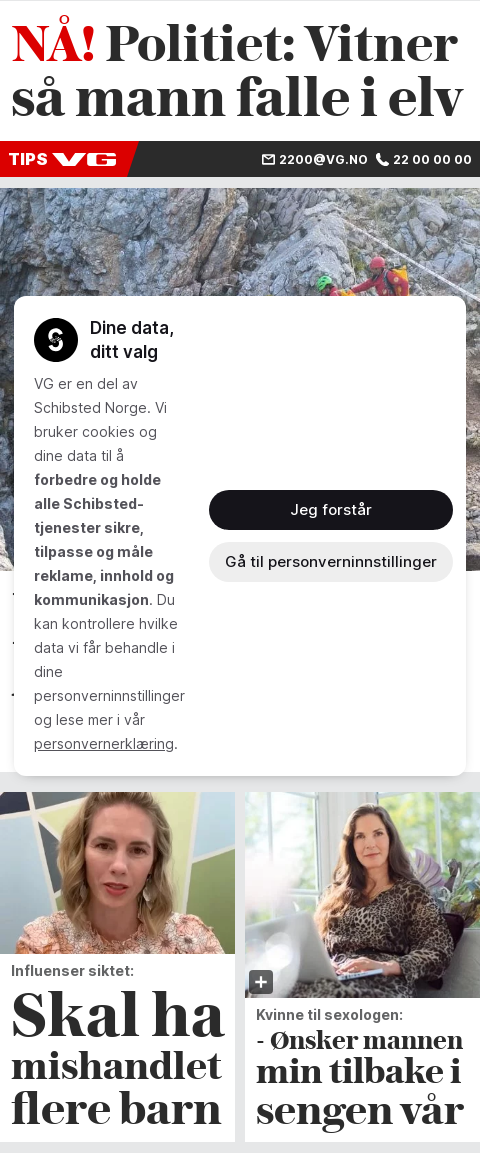 NÅ! Politiet: Vitner
så mann falle i elv
TIPS VG
2200@VG.NO 22 00 00 00
Dine data,
ditt valg
VG er en del av
Schibsted Norge. Vi
bruker cookies og
dine data til å
forbedre og holde
alle Schibsted-
tjenester sikre,
tilpasse og måle
reklame, innhold og
kommunikasjon. Du
kan kontrollere hvilke
data vi får behandle i
dine
personverninnstillinger
og lese mer i vår
personvernerklæring.
Jeg forstår
Gå til personverninnstillinger
Influenser siktet:
Skal ha
mishandlet
flere barn
Kvinne til sexologen:
- Ønsker mannen
min tilbake i
sengen vår